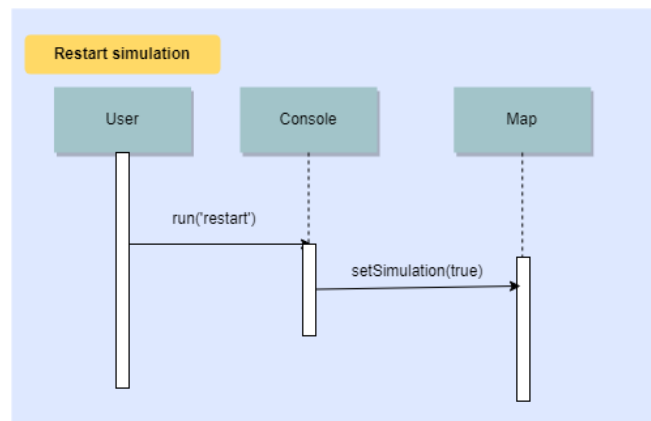 Restart simulation
User
Console
Map
run('restart')
setSimulation(true)